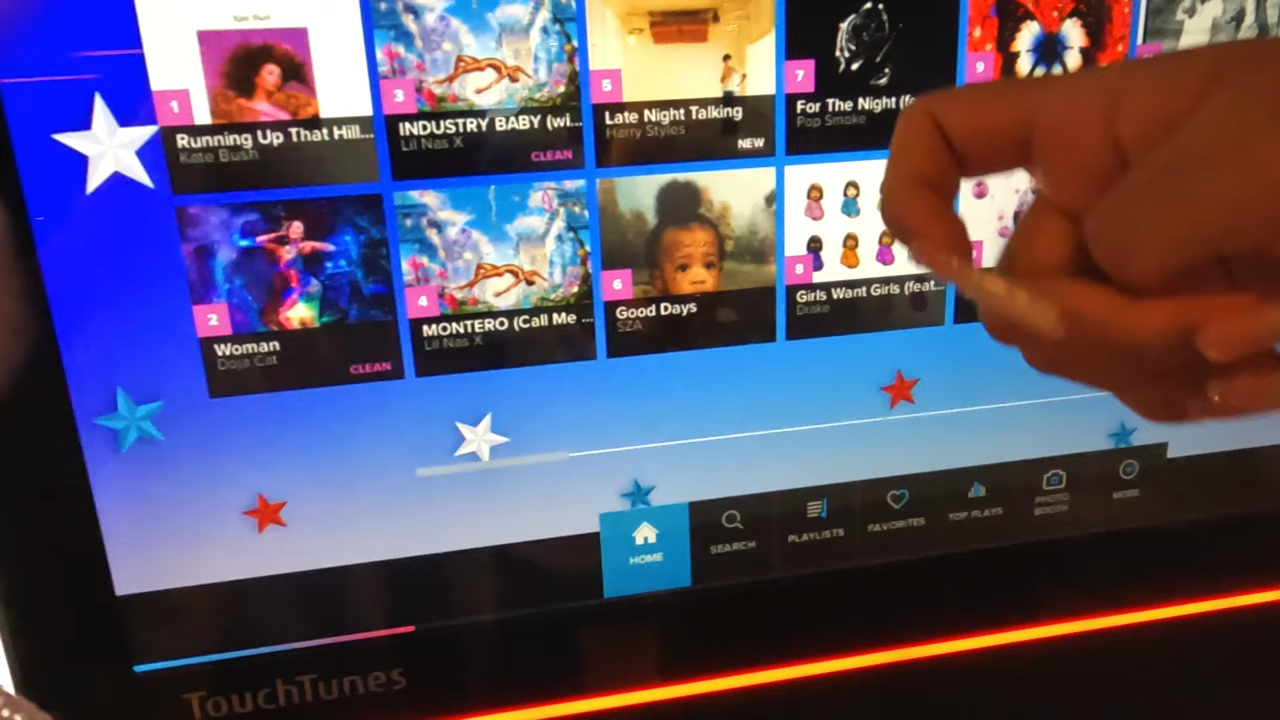 Kate Bush
1
Running Up That Hill...
Kate Bush
3
INDUSTRY BABY (wi...
Lil Nas X
CLEAN
5
Late Night Talking
Harry Styles
NEW
7
For The Night (fe
Pop Smoke
9
2
Woman
Doja Cat
CLEAN
4
MONTERO (Call Me ...
Lil Nas X
6
Good Days
SZA
8
Girls Want Girls (feat...
Drake
HOME
SEARCH
PLAYLISTS
FAVORITES
TOP PLAYS
PHOTO
BOOTH
MORE
TouchTunes